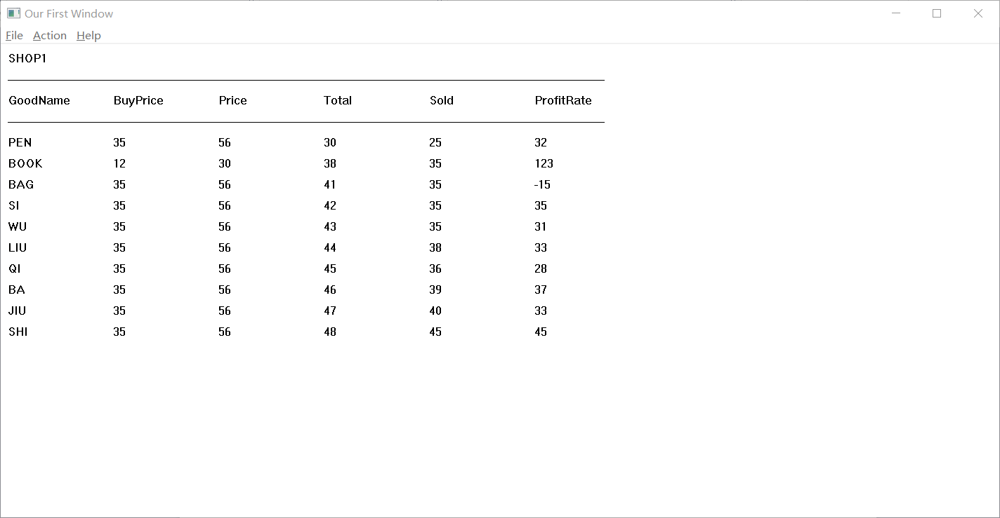 Our First Window
File Action Help
SHOP1
GoodName BuyPrice Price Total Sold ProfitRate
PEN 35 56 30 25 32
BOOK 12 30 38 35 123
BAG 35 56 41 35 -15
SI 35 56 42 35 35
WU 35 56 43 35 31
LIU 35 56 44 38 33
QI 35 56 45 36 28
BA 35 56 46 39 37
JIU 35 56 47 40 33
SHI 35 56 48 45 45